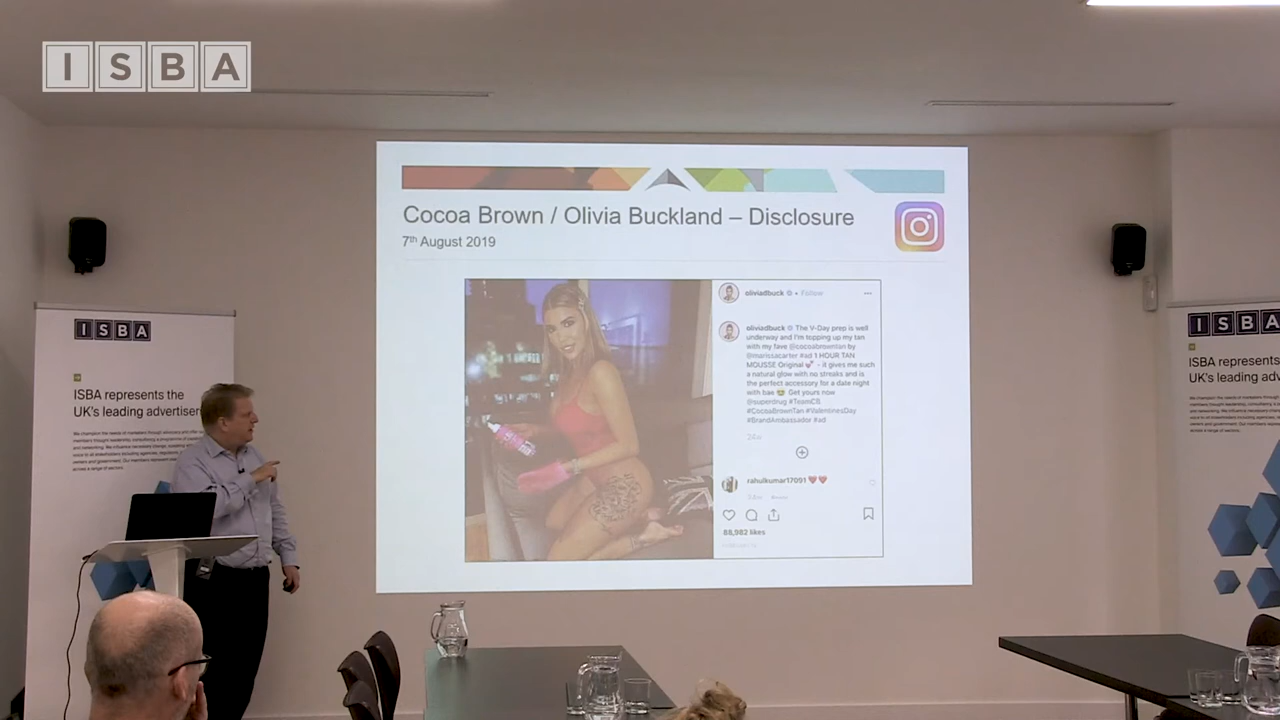 ISBA
Cocoa Brown / Olivia Buckland – Disclosure
7th August 2019
oliviadbuck • Follow
oliviadbuck The V-Day prep is well
underway and I'm topping up my tan
with my fave @cocoabrowntan by
@marissacarter #ad 1 HOUR TAN
MOUSSE Original 💕 - it gives me such
a natural glow with no streaks and is
the perfect accessory for a date night
with bae Get yours now
@superdrug #TeamCB
#CocoaBrownTan #ValentinesDay
#BrandAmbassador #ad
24w
rahulkumar17091 ❤️❤️
88,982 likes
ISBA
ISBA represents the
UK's leading advertiser
ISBA
ISBA represents
UK's leading adv